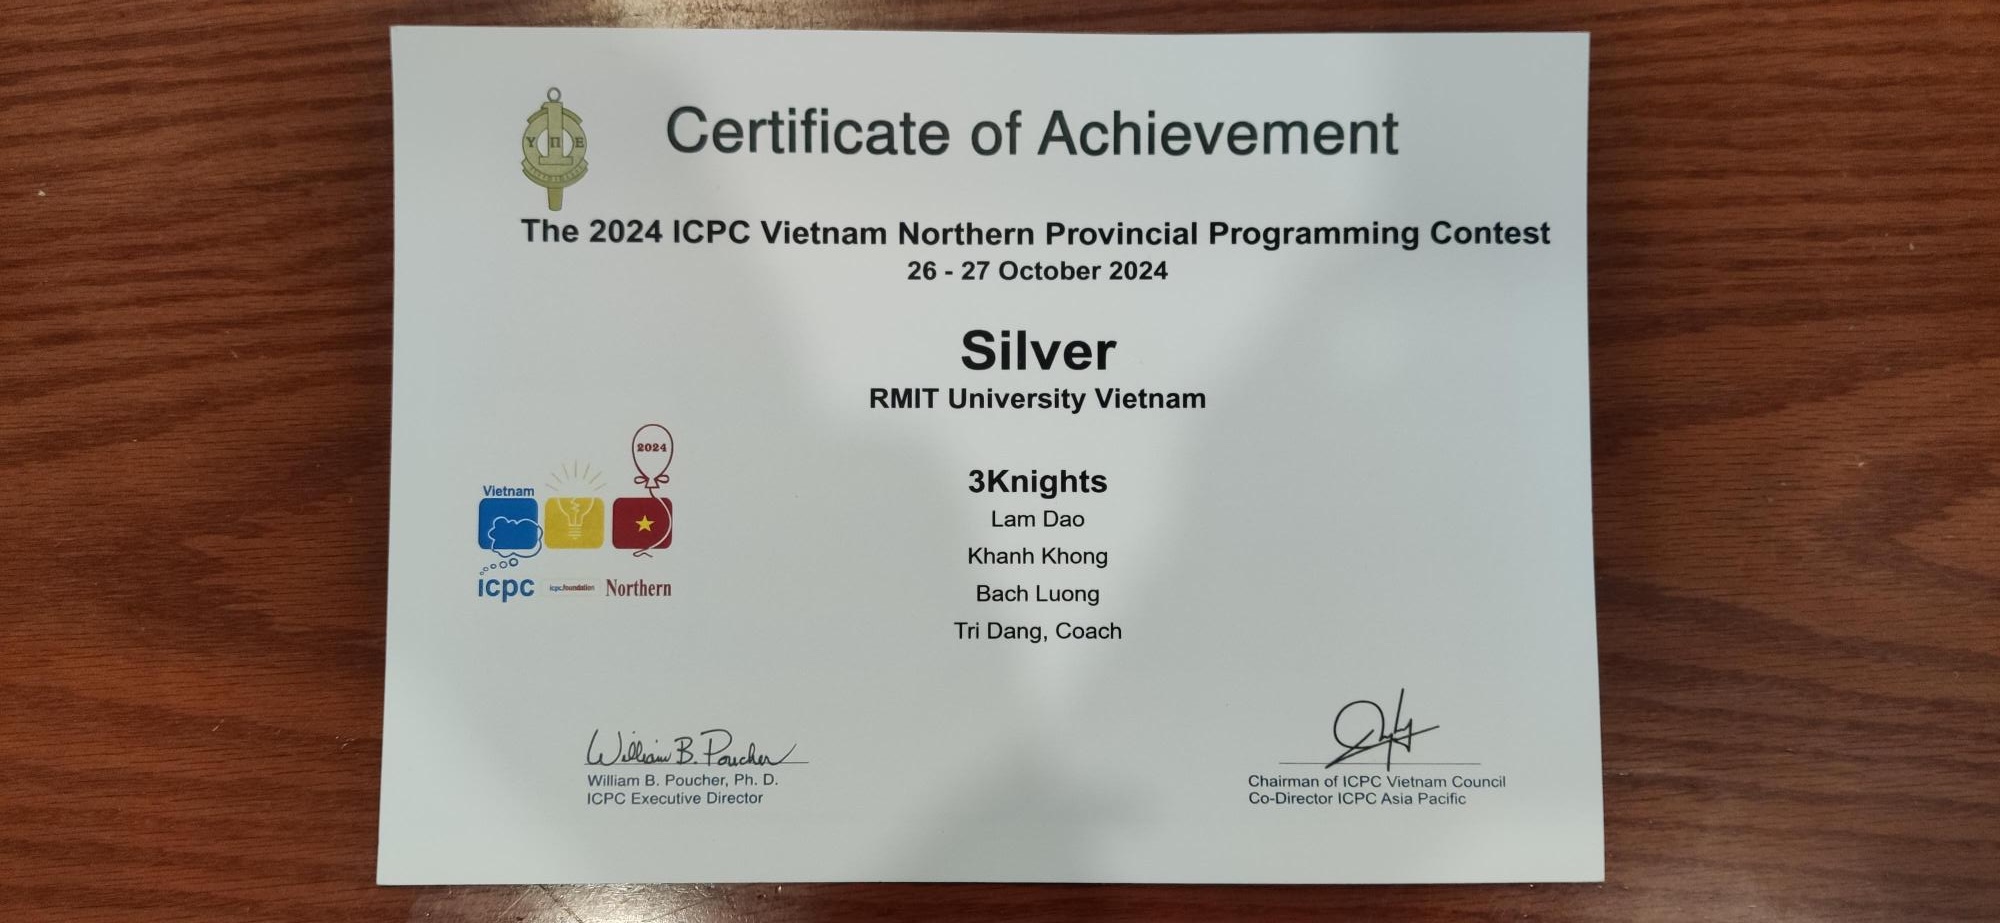 Certificate of Achievement
Υ Π Ε
The 2024 ICPC Vietnam Northern Provincial Programming Contest
26 - 27 October 2024
Silver
RMIT University Vietnam
2024
Vietnam
icpc
icpc.foundation
Northern
3Knights
Lam Dao
Khanh Khong
Bach Luong
Tri Dang, Coach
William B. Poucher
William B. Poucher, Ph. D.
ICPC Executive Director
Chairman of ICPC Vietnam Council
Co-Director ICPC Asia Pacific